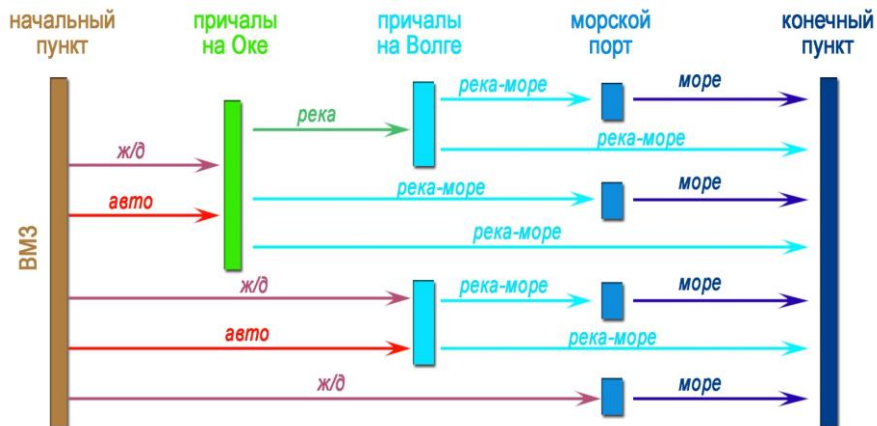 начальный пункт
причалы на Оке
причалы на Волге
морской порт
конечный пункт
река-море
море
река
река-море
ж/д
река-море
море
авто
река-море
ВМЗ
ж/д
река-море
море
авто
река-море
ж/д
море